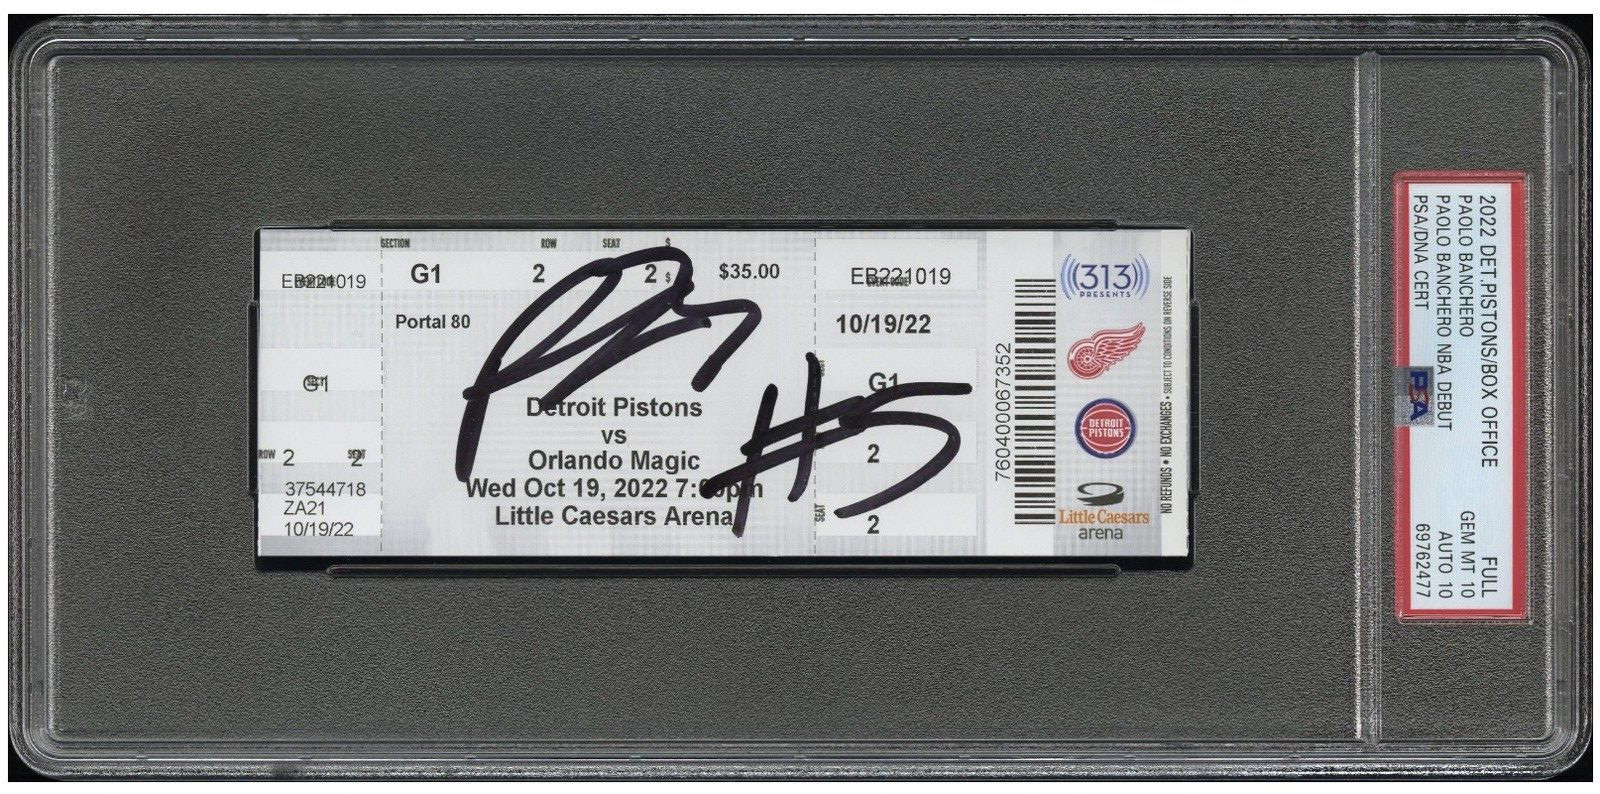 SECTION ROW SEAT $
EB221019
G1 2 2 $ $35.00
EB221019
Portal 80
10/19/22
G1
G1
Detroit Pistons
vs
Orlando Magic
Wed Oct 19, 2022 7:00pm
Little Caesars Arena
#5
ROW 2 SEAT 2
37544718
ZA21
10/19/22
2
SEAT
2
760400067352
(313)
PRESENTS
DETROIT
PISTONS
Little Caesars
arena
NO REFUNDS • NO EXCHANGES • SUBJECT TO CONDITIONS ON REVERSE SIDE
2022 DET.PISTONS/BOX OFFICE FULL
PAOLO BANCHERO GEM MT 10
PAOLO BANCHERO NBA DEBUT AUTO 10
PSA/DNA CERT 69762477
PSA